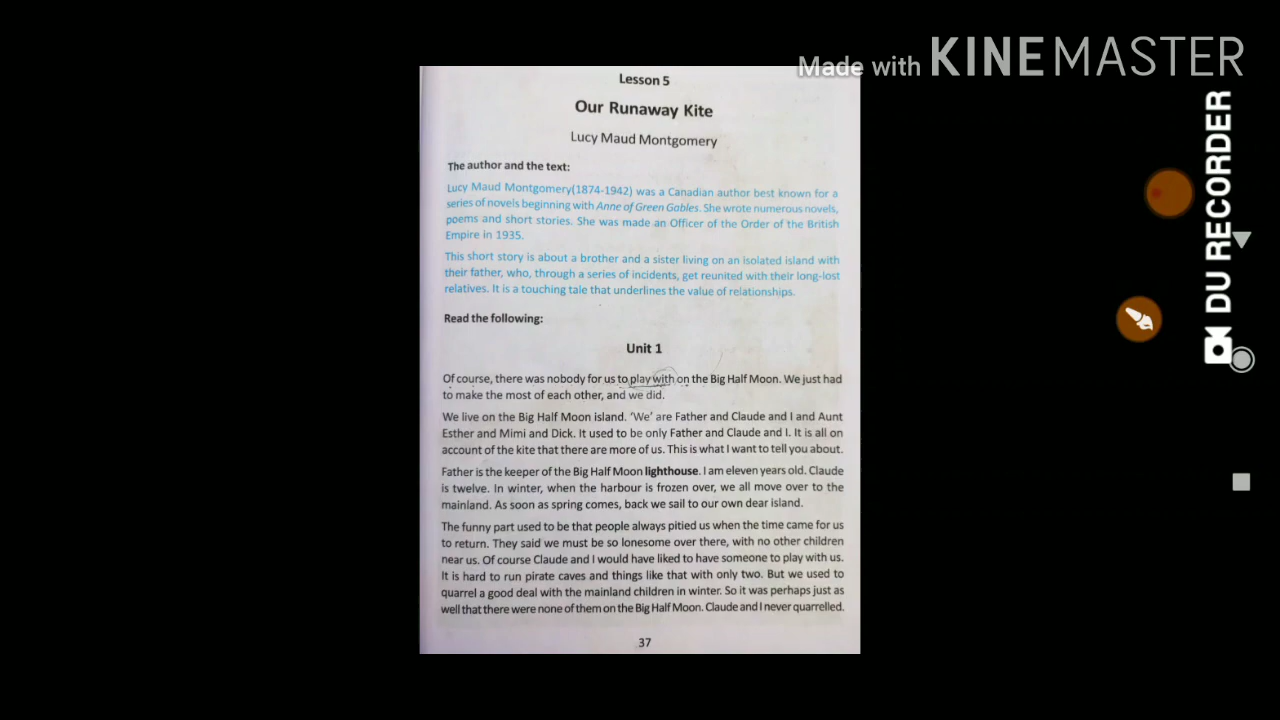 Made with KINEMASTER
DU RECORDER
Lesson 5
Our Runaway Kite
Lucy Maud Montgomery
The author and the text:
Lucy Maud Montgomery(1874-1942) was a Canadian author best known for a
series of novels beginning with Anne of Green Gables. She wrote numerous novels,
poems and short stories. She was made an Officer of the Order of the British
Empire in 1935.
This short story is about a brother and a sister living on an isolated island with
their father, who, through a series of incidents, get reunited with their long-lost
relatives. It is a touching tale that underlines the value of relationships.
Read the following:
Unit 1
Of course, there was nobody for us to play with on the Big Half Moon. We just had
to make the most of each other, and we did.
We live on the Big Half Moon island. 'We' are Father and Claude and I and Aunt
Esther and Mimi and Dick. It used to be only Father and Claude and I. It is all on
account of the kite that there are more of us. This is what I want to tell you about.
Father is the keeper of the Big Half Moon lighthouse. I am eleven years old. Claude
is twelve. In winter, when the harbour is frozen over, we all move over to the
mainland. As soon as spring comes, back we sail to our own dear island.
The funny part used to be that people always pitied us when the time came for us
to return. They said we must be so lonesome over there, with no other children
near us. Of course Claude and I would have liked to have someone to play with us.
It is hard to run pirate caves and things like that with only two. But we used to
quarrel a good deal with the mainland children in winter. So it was perhaps just as
well that there were none of them on the Big Half Moon. Claude and I never quarrelled.
37